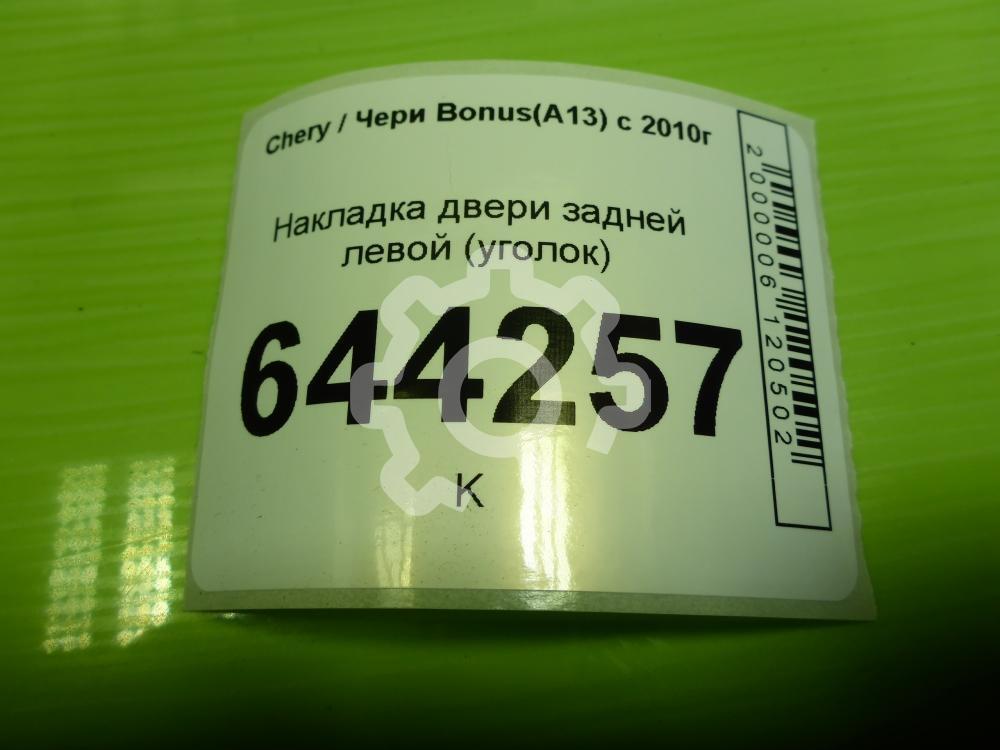 Chery / Чери Bonus(A13) с 2010г
Накладка двери задней
левой (уголок)
644257
К
2000006120502